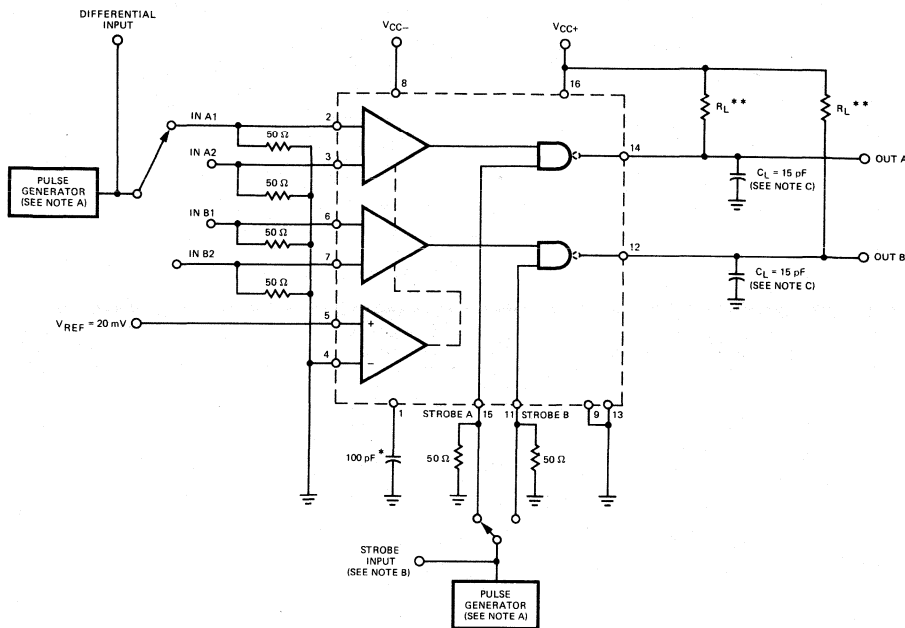 DIFFERENTIAL
INPUT
VCC–
VCC+
8
16
RL**
RL**
IN A1
2
50 Ω
IN A2
3
14
OUT A
PULSE
GENERATOR
(SEE NOTE A)
50 Ω
CL = 15 pF
(SEE NOTE C)
IN B1
6
50 Ω
12
IN B2
7
OUT B
50 Ω
CL = 15 pF
(SEE NOTE C)
5
VREF = 20 mV
+
4
–
1
STROBE A
15
11
STROBE B
9
13
100 pF*
50 Ω
50 Ω
STROBE
INPUT
(SEE NOTE B)
PULSE
GENERATOR
(SEE NOTE A)